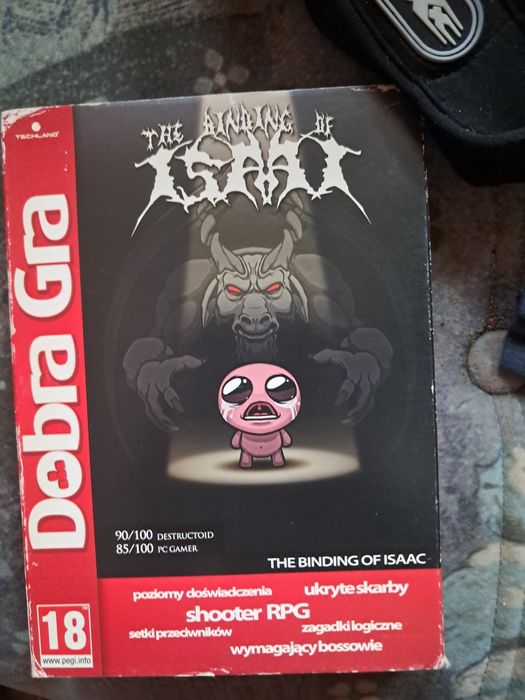 TECHLAND
Dobra Gra
THE BINDING OF
ISAAC
90/100 DESTRUCTOID
85/100 PC GAMER
THE BINDING OF ISAAC
poziomy doświadczenia ukryte skarby
shooter RPG
setki przeciwników zagadki logiczne
wymagający bossowie
18
www.pegi.info